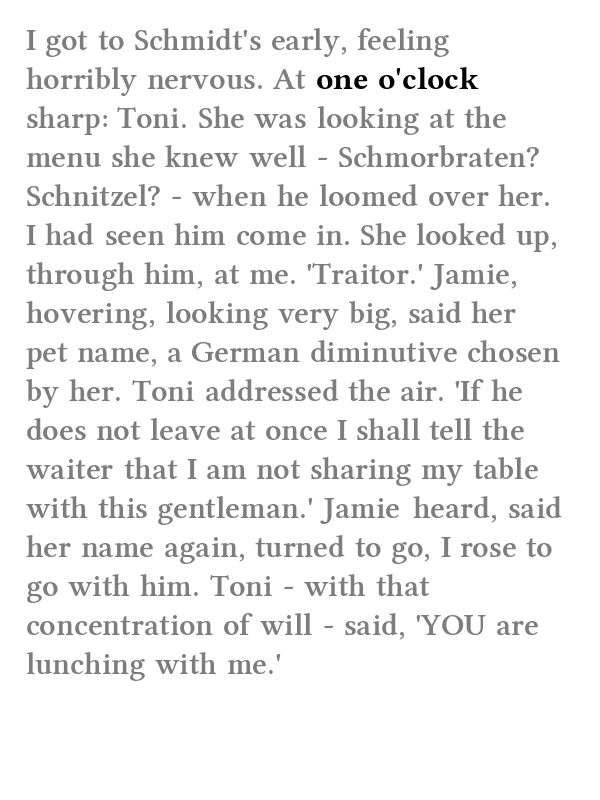 I got to Schmidt's early, feeling
horribly nervous. At one o'clock
sharp: Toni. She was looking at the
menu she knew well - Schmorbraten?
Schnitzel? - when he loomed over her.
I had seen him come in. She looked up,
through him, at me. 'Traitor.' Jamie,
hovering, looking very big, said her
pet name, a German diminutive chosen
by her. Toni addressed the air. 'If he
does not leave at once I shall tell the
waiter that I am not sharing my table
with this gentleman.' Jamie heard, said
her name again, turned to go, I rose to
go with him. Toni - with that
concentration of will - said, 'YOU are
lunching with me.'